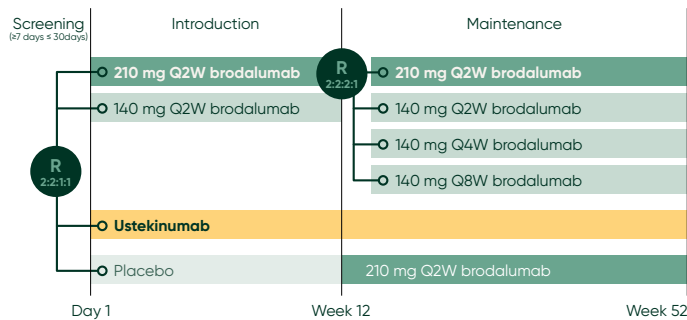 Screening
(≥7 days ≤ 30days)
Introduction
Maintenance
210 mg Q2W brodalumab
R
2:2:2:1
210 mg Q2W brodalumab
140 mg Q2W brodalumab
140 mg Q2W brodalumab
140 mg Q4W brodalumab
R
2:2:1:1
140 mg Q8W brodalumab
Ustekinumab
Placebo
210 mg Q2W brodalumab
Day 1
Week 12
Week 52